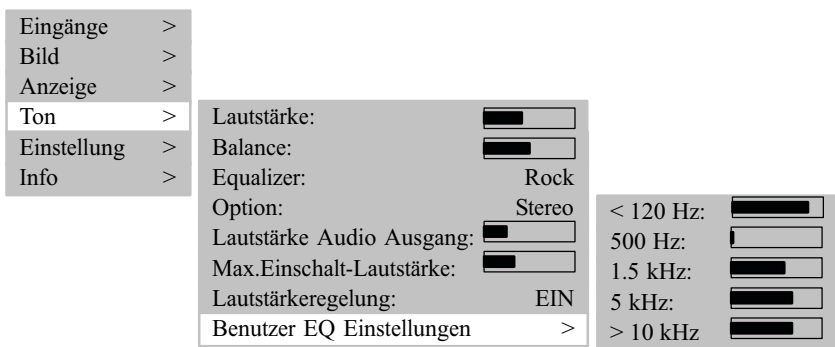 Eingänge >
Bild >
Anzeige >
Ton >
Einstellung >
Info >
Lautstärke:
Balance:
Equalizer: Rock
Option: Stereo
Lautstärke Audio Ausgang:
Max.Einschalt-Lautstärke:
Lautstärkeregelung: EIN
Benutzer EQ Einstellungen >
< 120 Hz:
500 Hz:
1.5 kHz:
5 kHz:
> 10 kHz